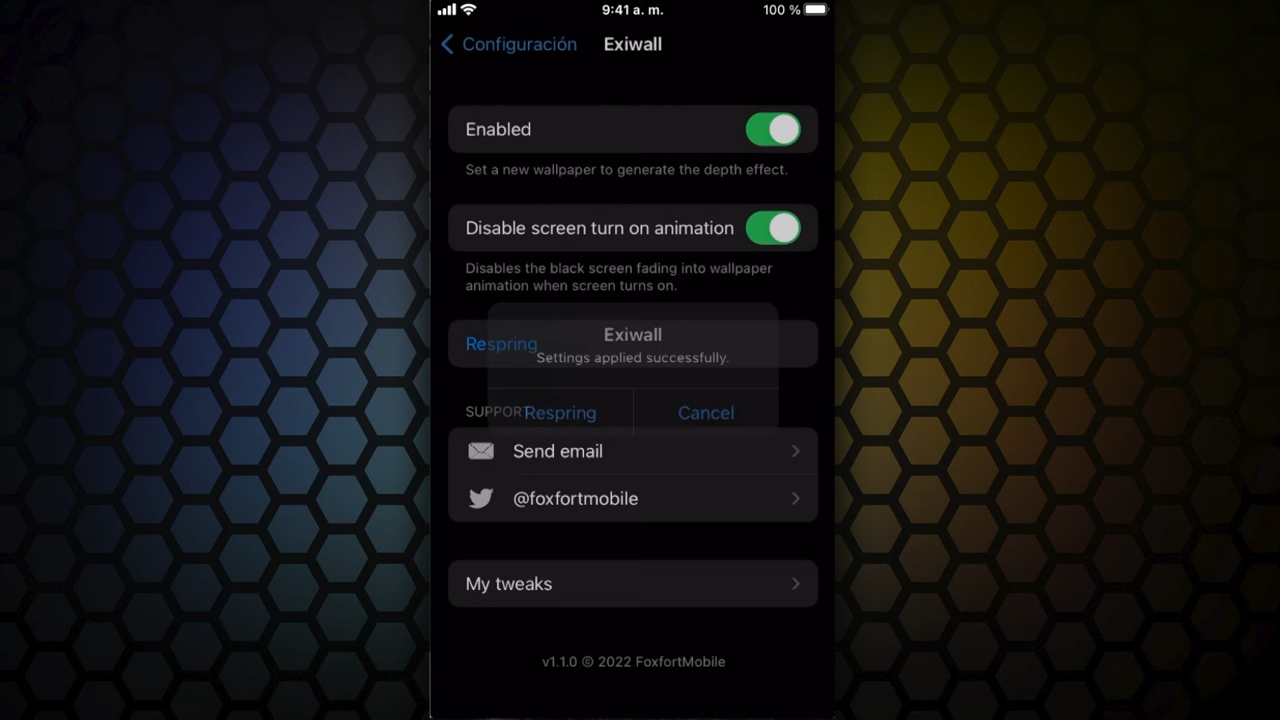 9:41 a. m.
100 %
Configuración
Exiwall
Enabled
Set a new wallpaper to generate the depth effect.
Disable screen turn on animation
Disables the black screen fading into wallpaper
animation when screen turns on.
Respring
Exiwall
Settings applied successfully.
Respring
Cancel
SUPPORT
Send email
@foxfortmobile
My tweaks
v1.1.0 © 2022 FoxfortMobile